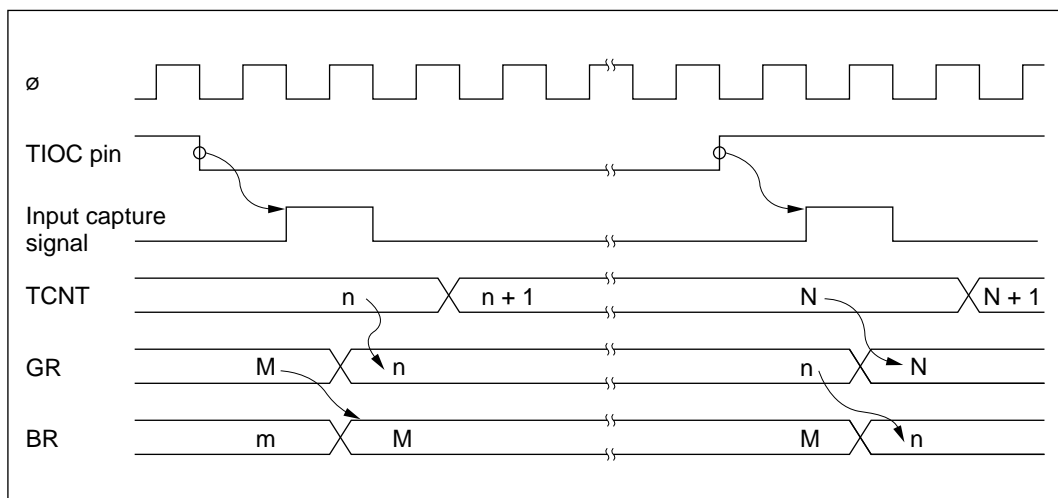 ø
TIOC pin
Input capture
signal
TCNT n n + 1 N N + 1
GR M n n N
BR m M M n